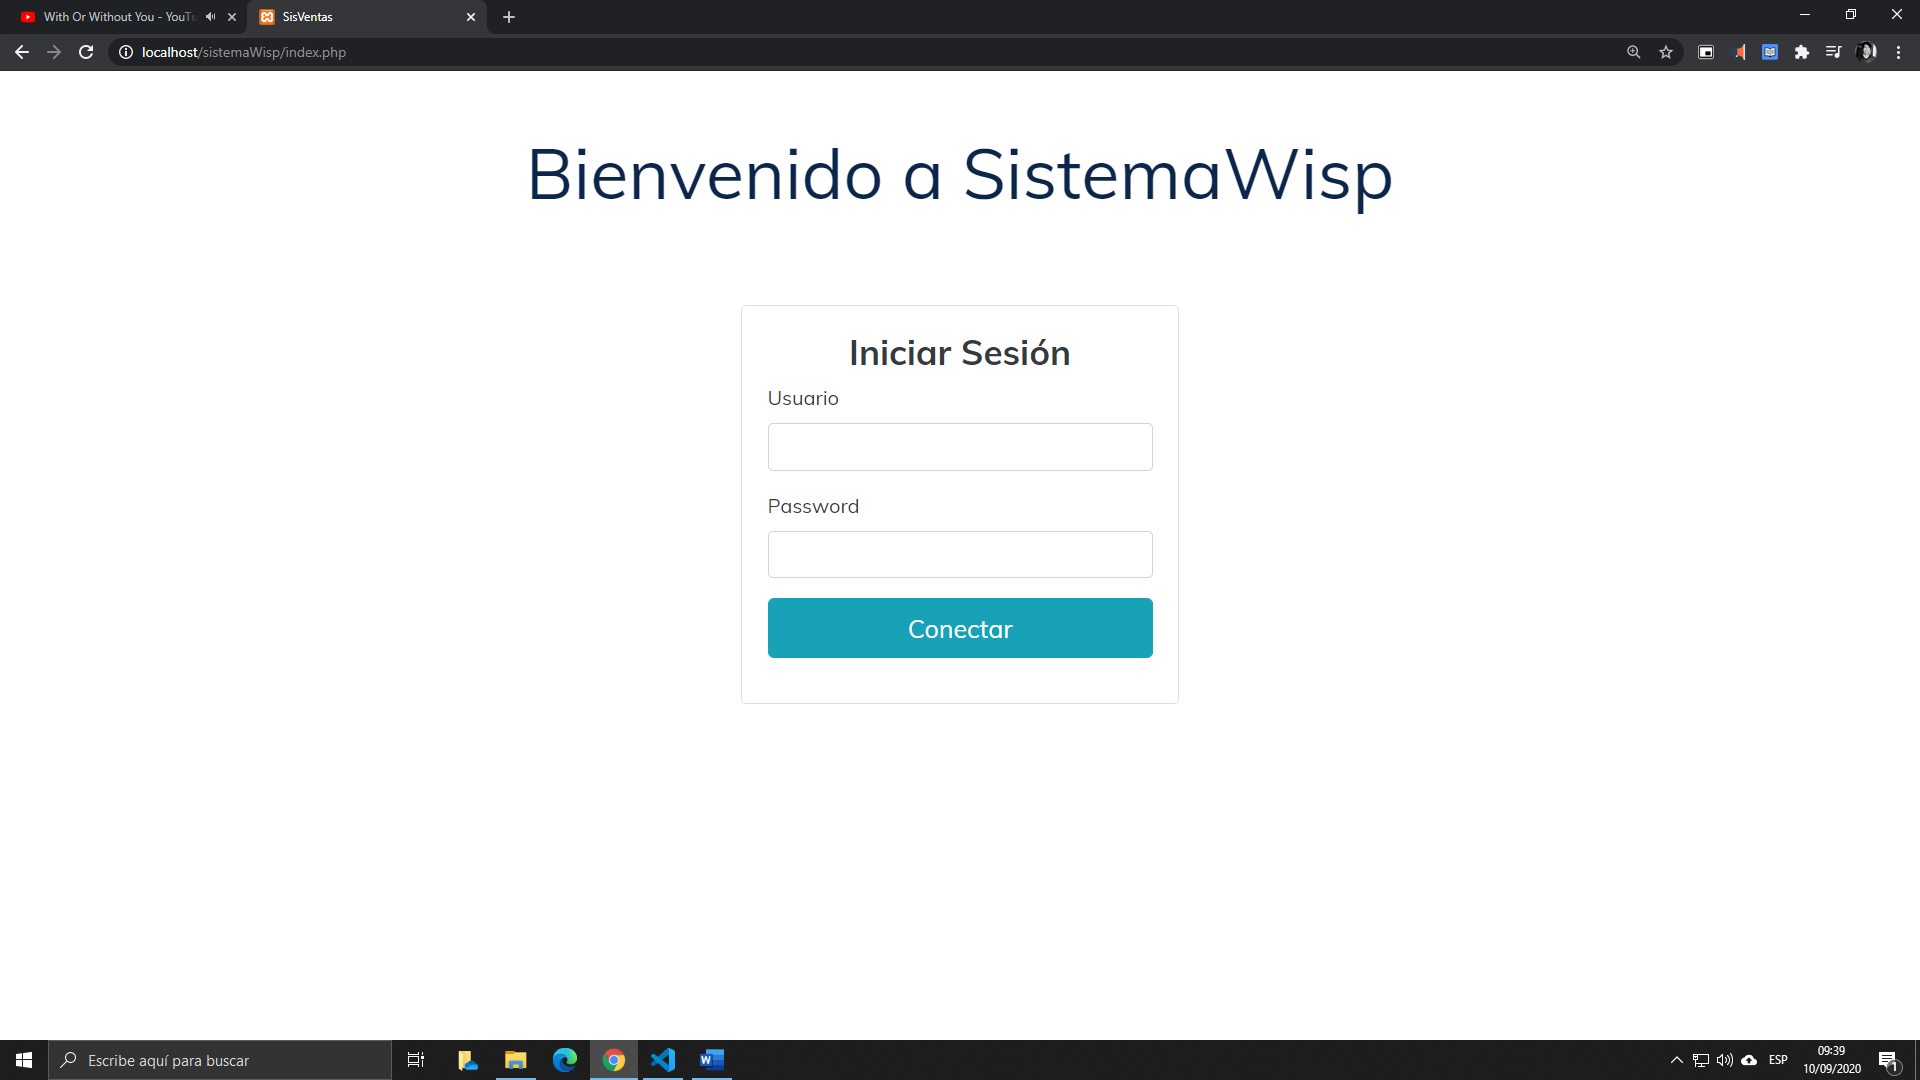 With Or Without You - YouTu
SisVentas
localhost/sistemaWisp/index.php
Bienvenido a SistemaWisp
Iniciar Sesión
Usuario
Password
Conectar
Escribe aquí para buscar
ESP
09:39
10/09/2020
1